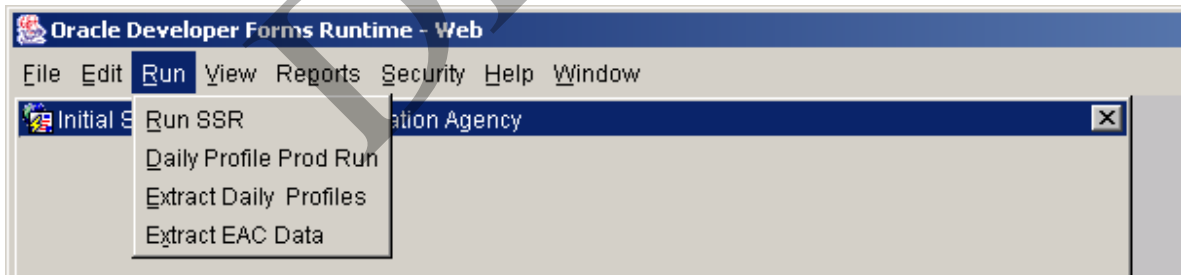 Oracle Developer Forms Runtime - Web
File Edit Run View Reports Security Help Window
Initial S ation Agency
Run SSR
Daily Profile Prod Run
Extract Daily Profiles
Extract EAC Data